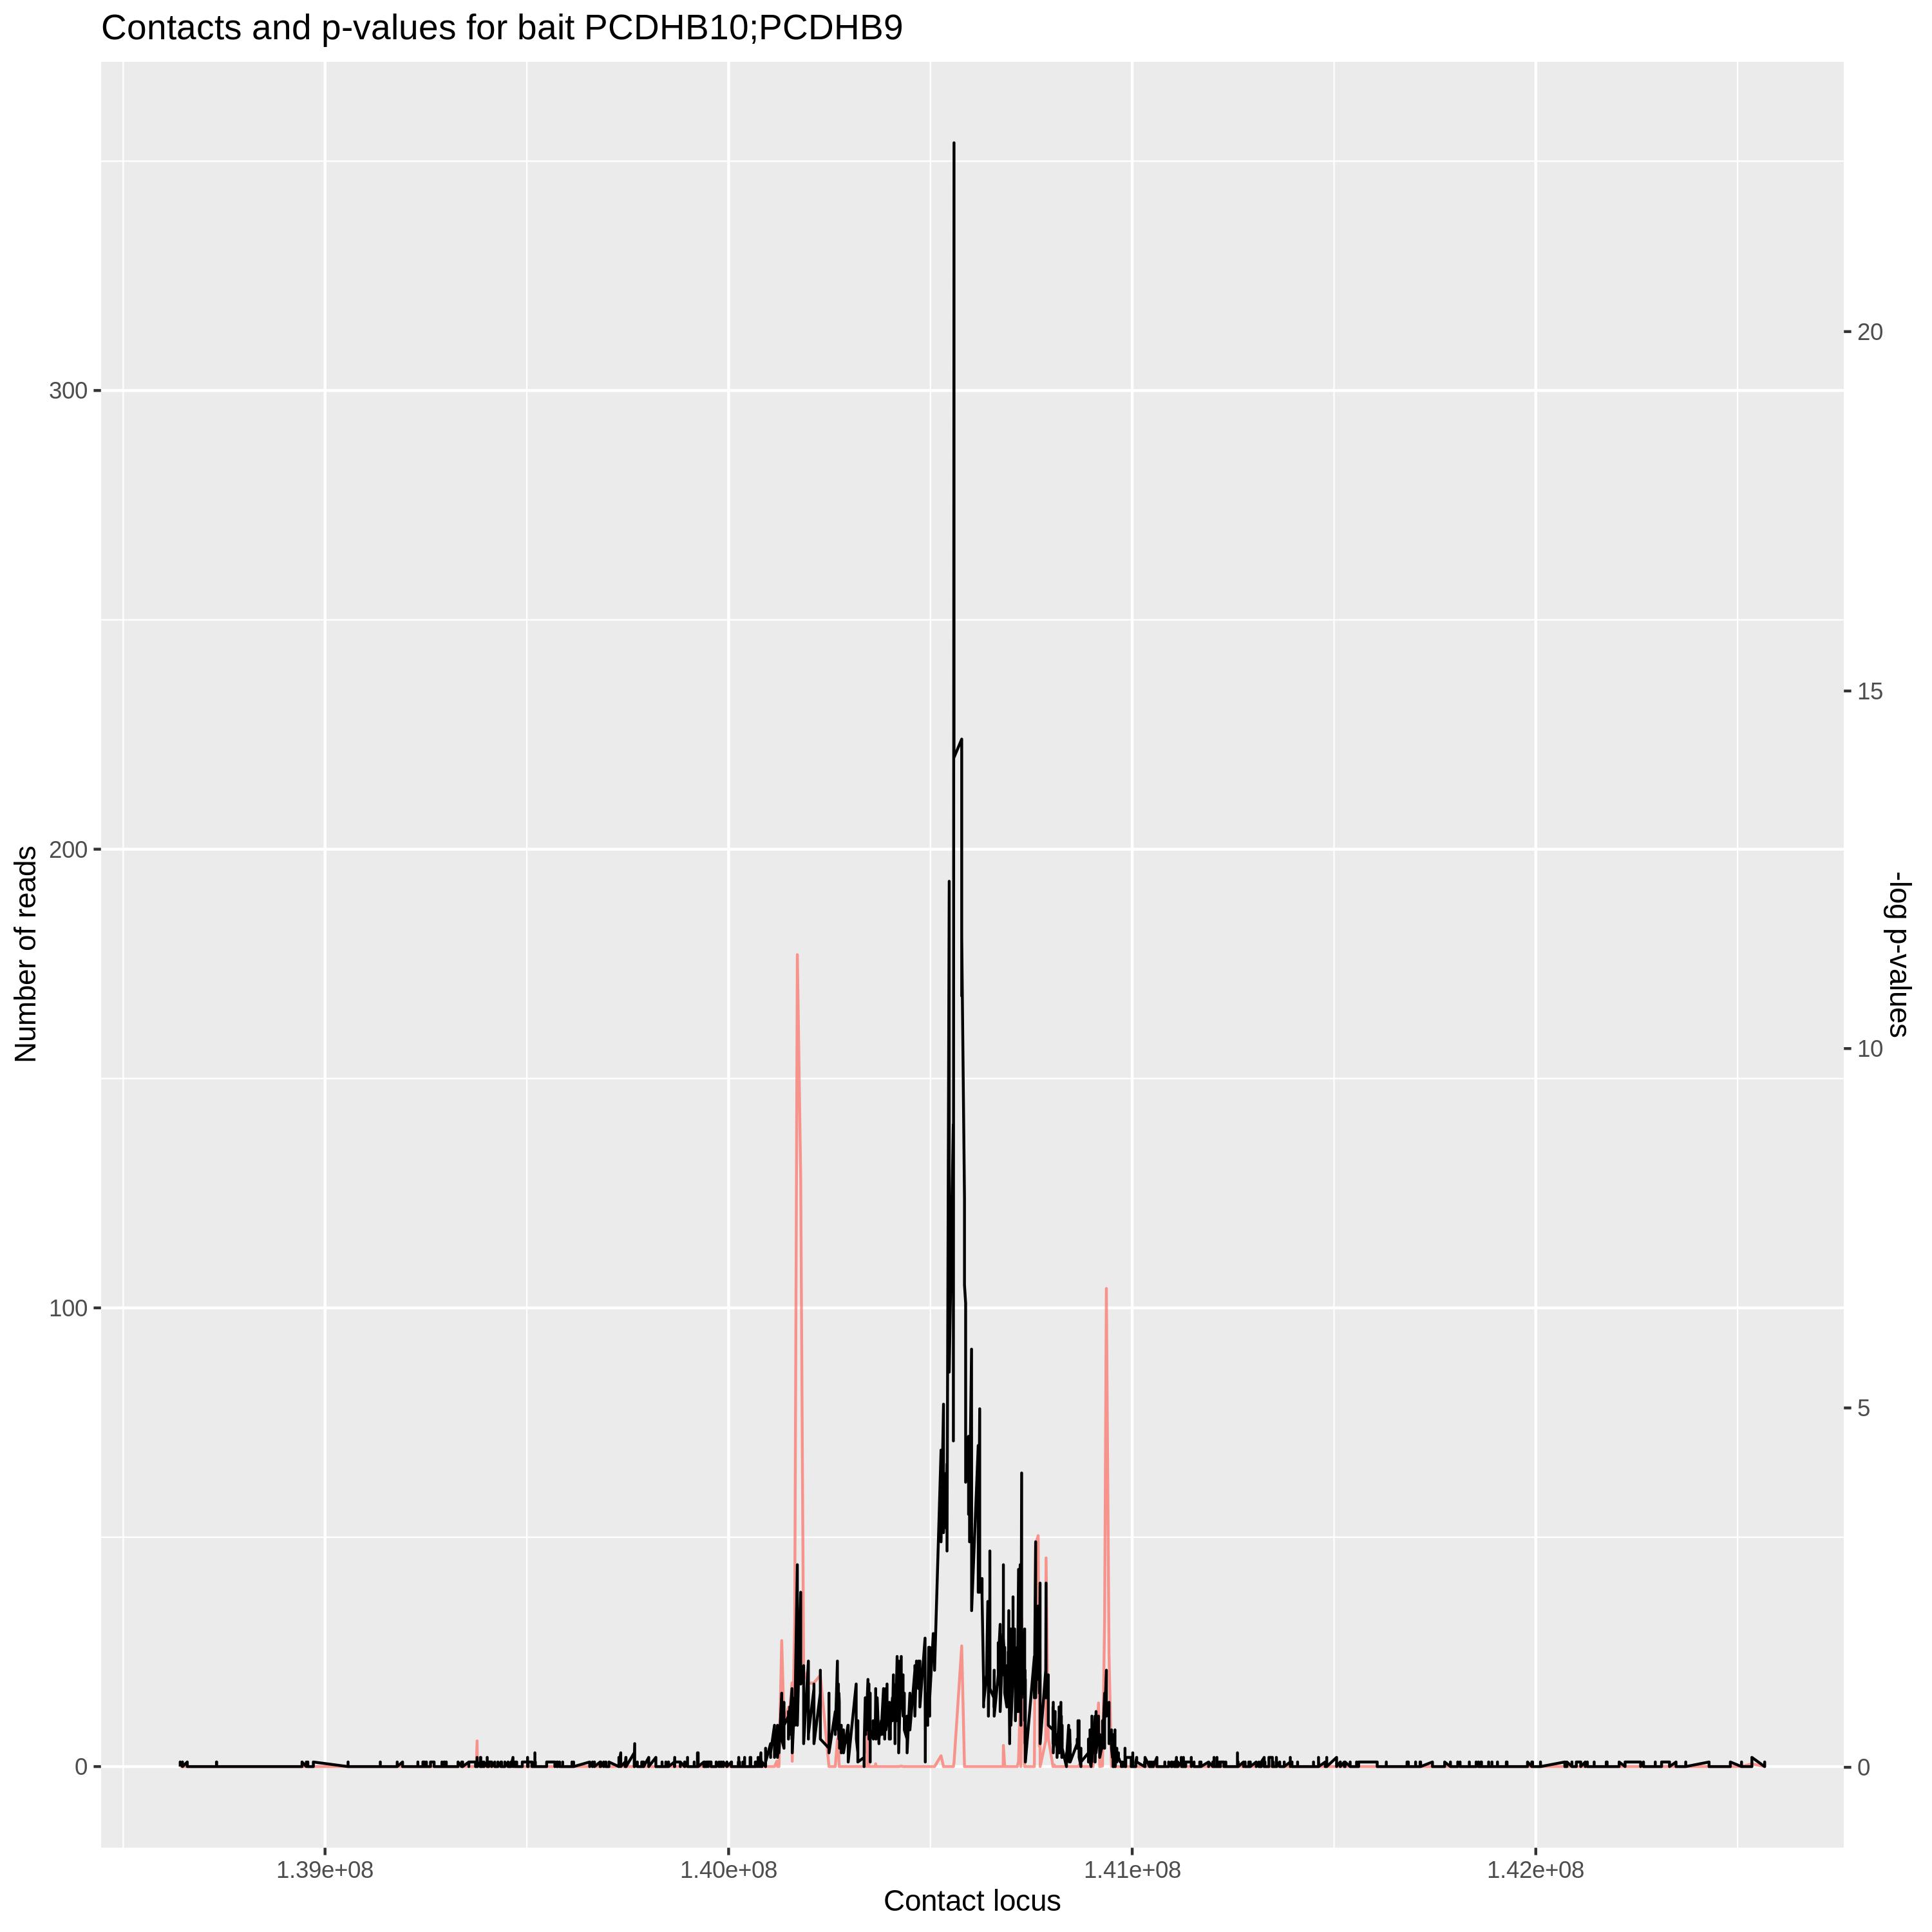 Contacts and p-values for bait PCDHB10;PCDHB9
300
200
100
0
Number of reads
20
15
10
5
0
-log p-values
1.39e+08
1.40e+08
1.41e+08
1.42e+08
Contact locus